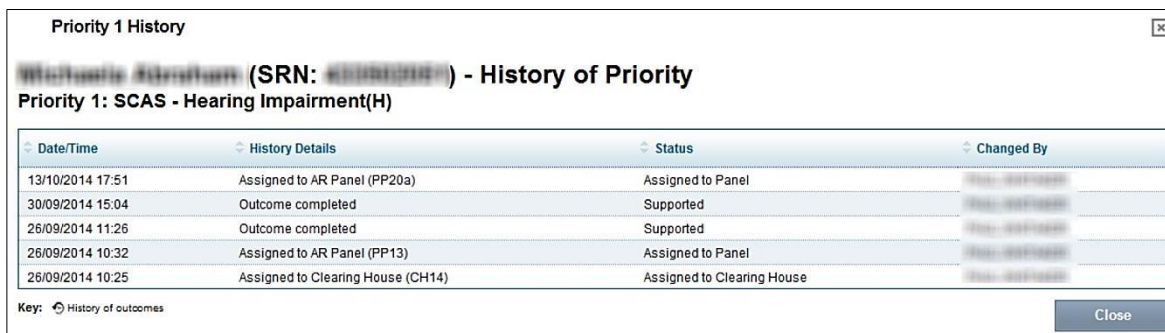 Priority 1 History
(SRN: ) - History of Priority
Priority 1: SCAS - Hearing Impairment(H)
Date/Time History Details Status Changed By
13/10/2014 17:51 Assigned to AR Panel (PP20a) Assigned to Panel
30/09/2014 15:04 Outcome completed Supported
26/09/2014 11:26 Outcome completed Supported
26/09/2014 10:32 Assigned to AR Panel (PP13) Assigned to Panel
26/09/2014 10:25 Assigned to Clearing House (CH14) Assigned to Clearing House
Key: History of outcomes
Close